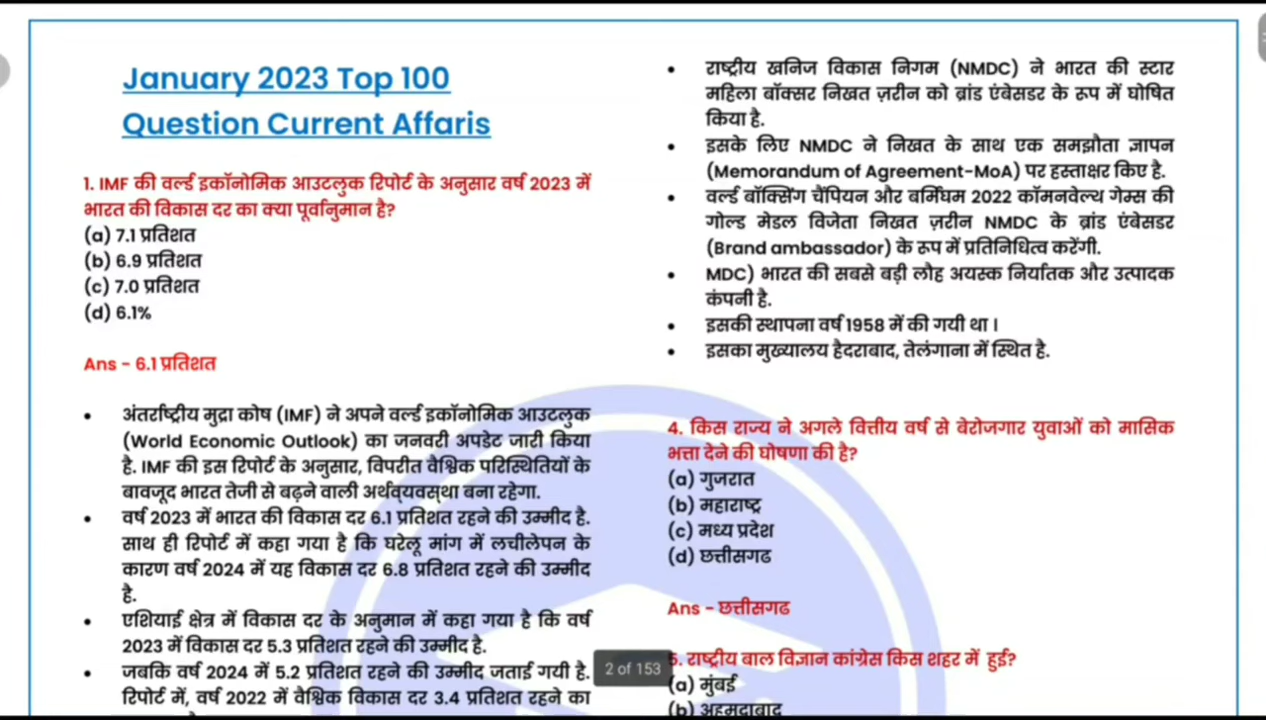 January 2023 Top 100
Question Current Affaris
1. IMF की वर्ल्ड इकॉनोमिक आउटलुक रिपोर्ट के अनुसार वर्ष 2023 में
भारत की विकास दर का क्या पूर्वानुमान है?
(a) 7.1 प्रतिशत
(b) 6.9 प्रतिशत
(c) 7.0 प्रतिशत
(d) 6.1%
Ans - 6.1 प्रतिशत
• अंतर्राष्ट्रीय मुद्रा कोष (IMF) ने अपने वर्ल्ड इकॉनोमिक आउटलुक
(World Economic Outlook) का जनवरी अपडेट जारी किया
है. IMF की इस रिपोर्ट के अनुसार, विपरीत वैश्विक परिस्थितियों के
बावजूद भारत तेजी से बढ़ने वाली अर्थव्यवस्था बना रहेगा.
• वर्ष 2023 में भारत की विकास दर 6.1 प्रतिशत रहने की उम्मीद है.
साथ ही रिपोर्ट में कहा गया है कि घरेलू मांग में लचीलेपन के
कारण वर्ष 2024 में यह विकास दर 6.8 प्रतिशत रहने की उम्मीद
है.
• एशियाई क्षेत्र में विकास दर के अनुमान में कहा गया है कि वर्ष
2023 में विकास दर 5.3 प्रतिशत रहने की उम्मीद है.
• जबकि वर्ष 2024 में 5.2 प्रतिशत रहने की उम्मीद जताई गयी है.
रिपोर्ट में, वर्ष 2022 में वैश्विक विकास दर 3.4 प्रतिशत रहने का
• राष्ट्रीय खनिज विकास निगम (NMDC) ने भारत की स्टार
महिला बॉक्सर निखत ज़रीन को ब्रांड एंबेसडर के रूप में घोषित
किया है.
• इसके लिए NMDC ने निखत के साथ एक समझौता ज्ञापन
(Memorandum of Agreement-MoA) पर हस्ताक्षर किए है.
• वर्ल्ड बॉक्सिंग चैंपियन और बर्मिंघम 2022 कॉमनवेल्थ गेम्स की
गोल्ड मेडल विजेता निखत ज़रीन NMDC के ब्रांड एंबेसडर
(Brand ambassador) के रूप में प्रतिनिधित्व करेंगी.
• MDC) भारत की सबसे बड़ी लौह अयस्क निर्यातक और उत्पादक
कंपनी है.
• इसकी स्थापना वर्ष 1958 में की गयी था।
• इसका मुख्यालय हैदराबाद, तेलंगाना में स्थित है.
4. किस राज्य ने अगले वित्तीय वर्ष से बेरोजगार युवाओं को मासिक
भत्ता देने की घोषणा की है?
(a) गुजरात
(b) महाराष्ट्र
(c) मध्य प्रदेश
(d) छत्तीसगढ
Ans - छत्तीसगढ
5. राष्ट्रीय बाल विज्ञान कांग्रेस किस शहर में हुई?
(a) मुंबई
(b) अहमदाबाद
2 of 153